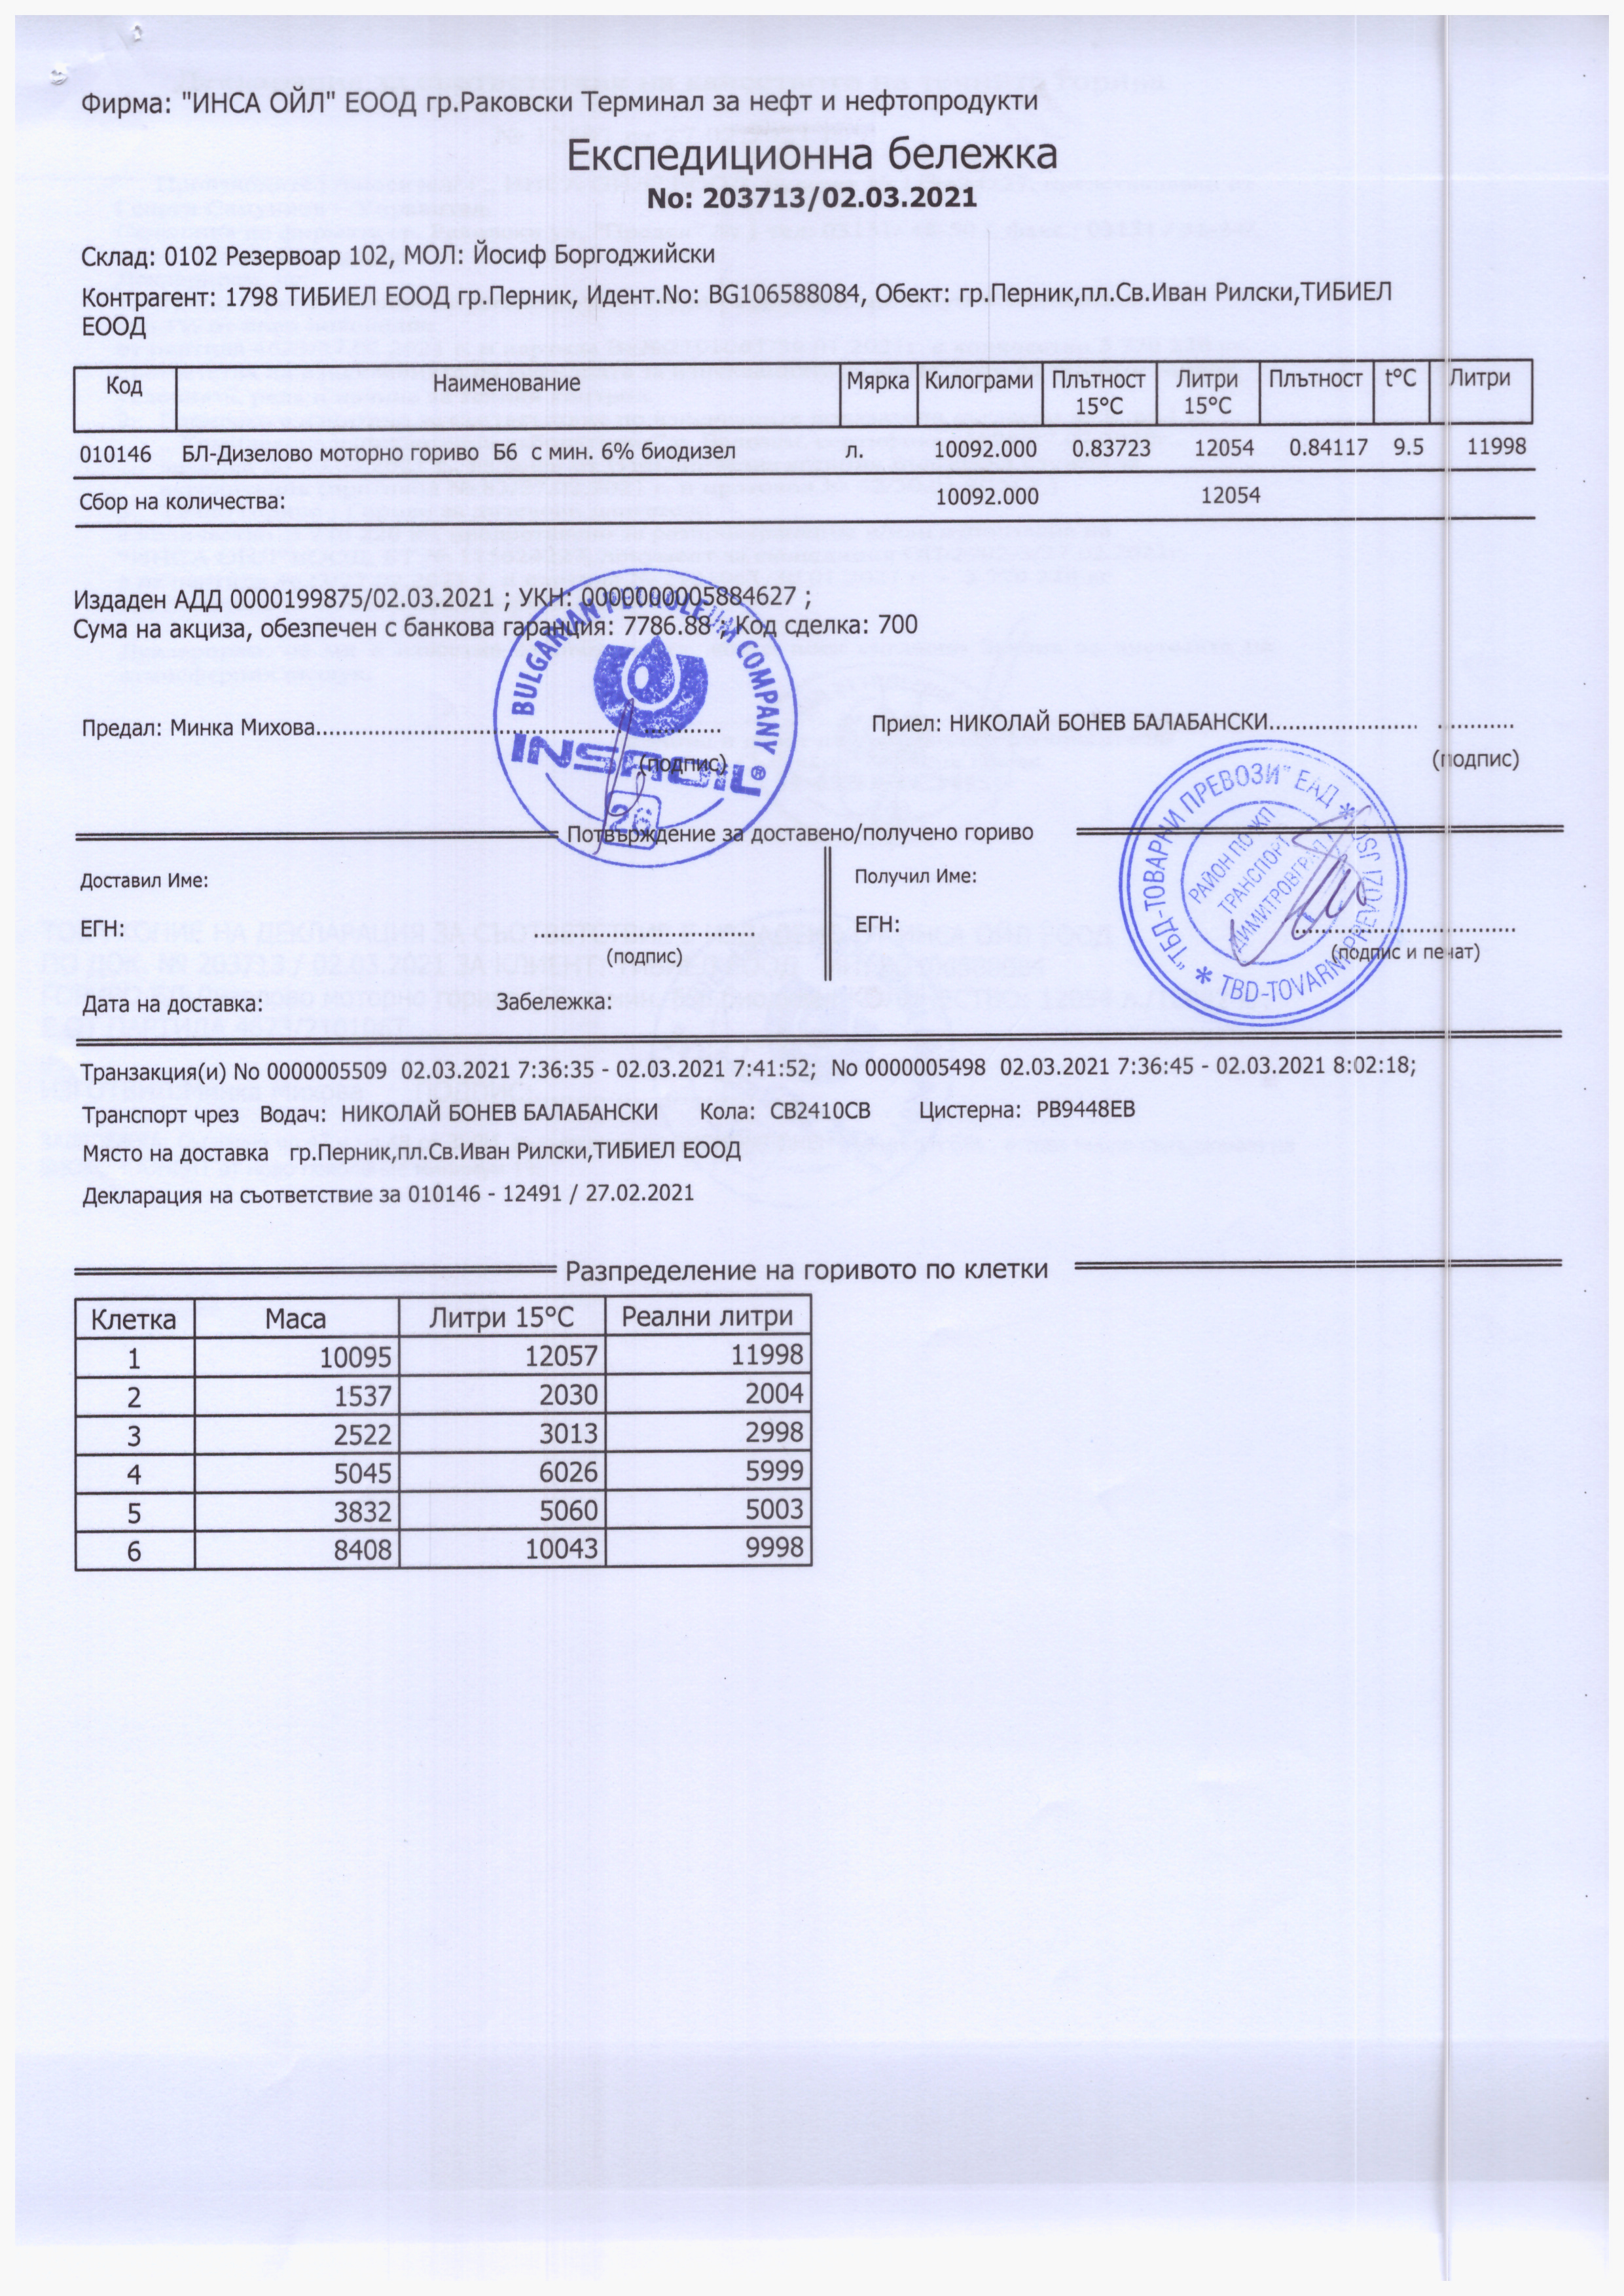 Фирма: "ИНСА ОЙЛ" ЕООД гр.Раковски Терминал за нефт и нефтопродукти
Експедиционна бележка
No: 203713/02.03.2021
Склад: 0102 Резервоар 102, МОЛ: Йосиф Боргоджийски
Контрагент: 1798 ТИБИЕЛ ЕООД гр.Перник, Идент.No: BG106588084, Обект: гр.Перник,пл.Св.Иван Рилски,ТИБИЕЛ
ЕООД
Код Наименование Мярка Килограми Плътност 15°C Литри 15°C Плътност t°C Литри
010146 БЛ-Дизелово моторно гориво Б6 с мин. 6% биодизел л. 10092.000 0.83723 12054 0.84117 9.5 11998
Сбор на количества: 10092.000 12054
Издаден АДД 0000199875/02.03.2021 ; УКН: 0000000005884627 ;
Сума на акциза, обезпечен с банкова гаранция: 7786.88 ; Код сделка: 700
BULGARIAN PETROLEUM COMPANY
INSAOIL®
26
Предал: Минка Михова............................................................
(подпис)
Приел: НИКОЛАЙ БОНЕВ БАЛАБАНСКИ....................... ............
(подпис)
"ТБД-ТОВАРНИ ПРЕВОЗИ" ЕАД * TBD-TOVARNI PREVOZI JSC *
РАЙОН ПО ЖП
ТРАНСПОРТ
ДИМИТРОВГРАД
Потвърждение за доставено/получено гориво
Доставил Име:
Получил Име:
ЕГН: ..................................
ЕГН: ..................................
(подпис)
(подпис и печат)
Дата на доставка: Забележка:
Транзакция(и) No 0000005509 02.03.2021 7:36:35 - 02.03.2021 7:41:52; No 0000005498 02.03.2021 7:36:45 - 02.03.2021 8:02:18;
Транспорт чрез Водач: НИКОЛАЙ БОНЕВ БАЛАБАНСКИ Кола: СВ2410СВ Цистерна: РВ9448ЕВ
Място на доставка гр.Перник,пл.Св.Иван Рилски,ТИБИЕЛ ЕООД
Декларация на съответствие за 010146 - 12491 / 27.02.2021
Разпределение на горивото по клетки
Клетка Маса Литри 15°C Реални литри
1 10095 12057 11998
2 1537 2030 2004
3 2522 3013 2998
4 5045 6026 5999
5 3832 5060 5003
6 8408 10043 9998